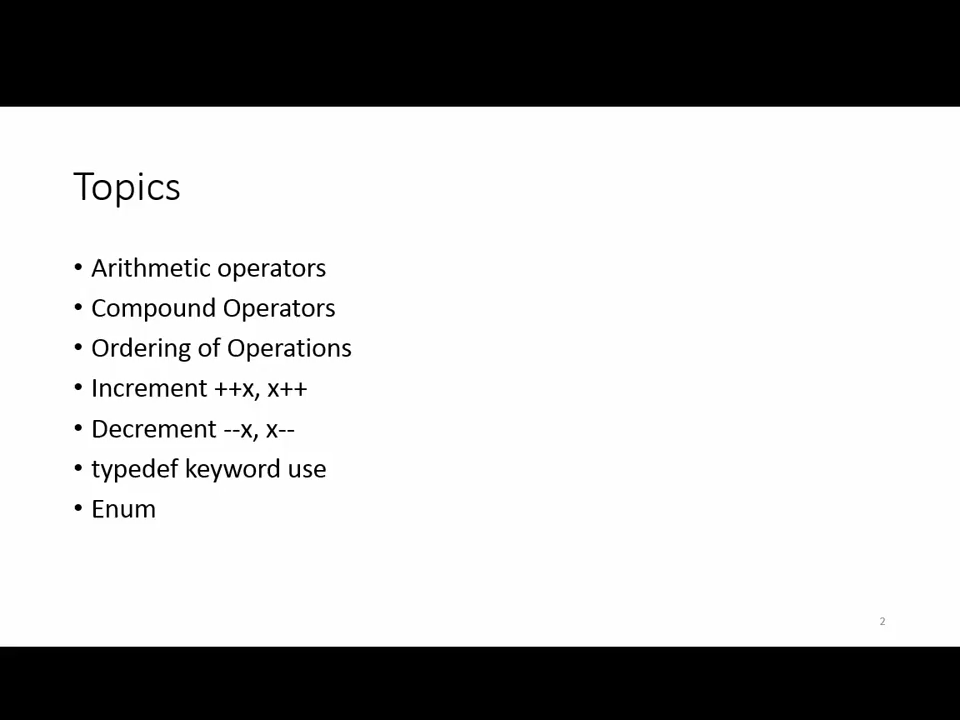 Topics
• Arithmetic operators
• Compound Operators
• Ordering of Operations
• Increment ++x, x++
• Decrement --x, x--
• typedef keyword use
• Enum
2